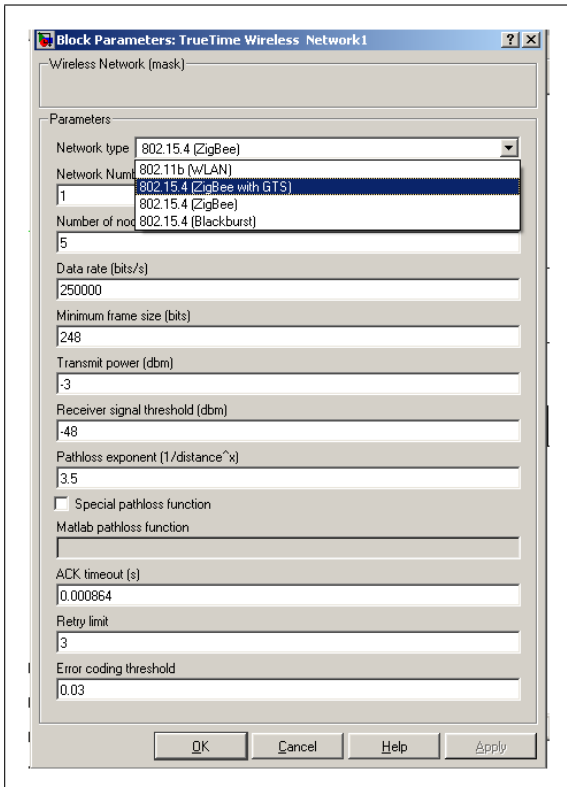 Block Parameters: TrueTime Wireless Network1
Wireless Network (mask)
Parameters
Network type 802.15.4 (ZigBee)
802.11b (WLAN)
802.15.4 (ZigBee with GTS)
802.15.4 (ZigBee)
802.15.4 (Blackburst)
Network
1
Number of
5
Data rate (bits/s)
250000
Minimum frame size (bits)
248
Transmit power (dbm)
-3
Receiver signal threshold (dbm)
-48
Pathloss exponent (1/distance^x)
3.5
Special pathloss function
Matlab pathloss function
ACK timeout (s)
0.000864
Retry limit
3
Error coding threshold
0.03
OK Cancel Help Apply